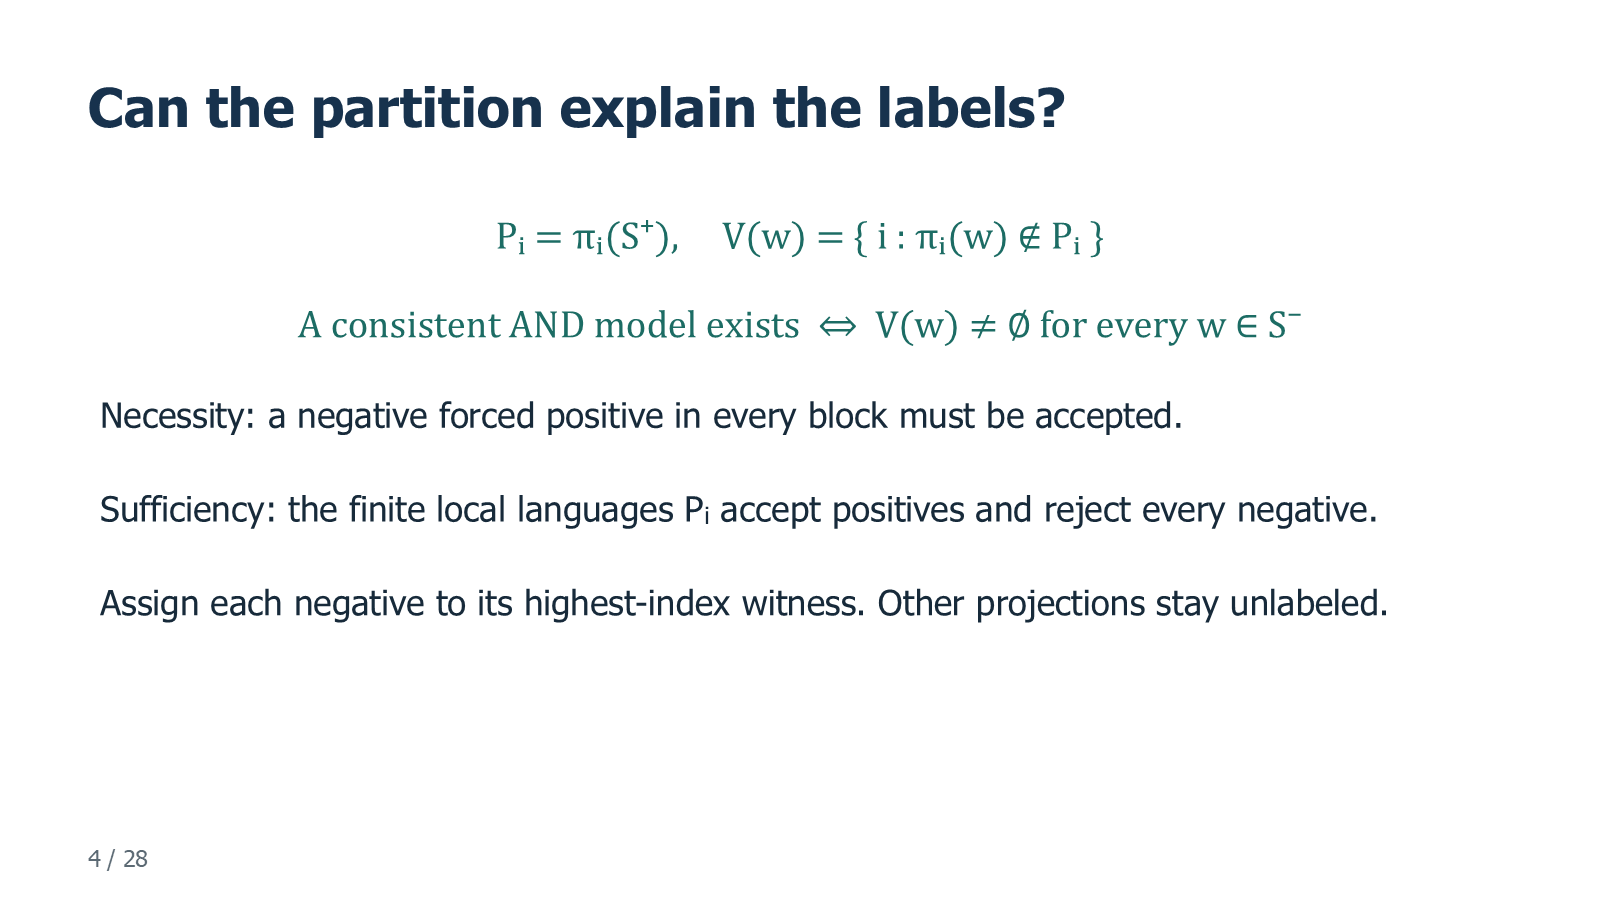 Can the partition explain the labels?
Pᵢ = πᵢ(S⁺), V(w) = { i : πᵢ(w) ∉ Pᵢ }
A consistent AND model exists ⇔ V(w) ≠ ∅ for every w ∈ S⁻
Necessity: a negative forced positive in every block must be accepted.
Sufficiency: the finite local languages Pᵢ accept positives and reject every negative.
Assign each negative to its highest-index witness. Other projections stay unlabeled.
4 / 28